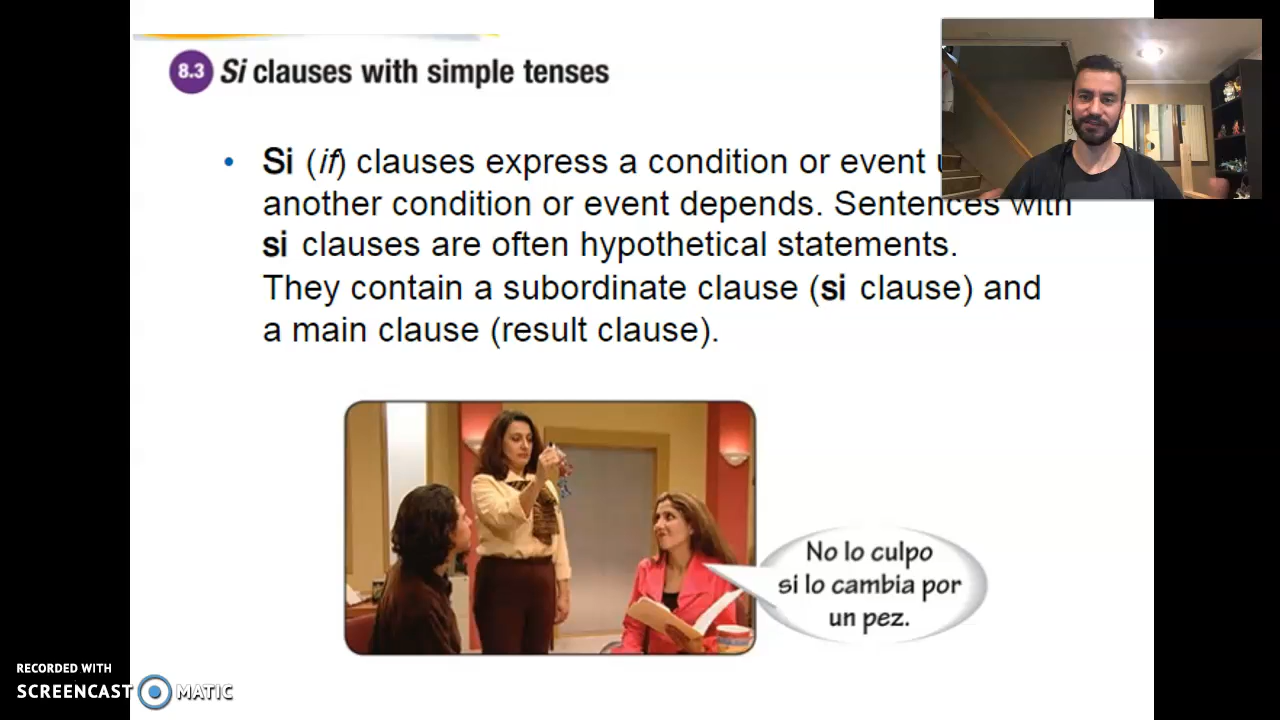 8.3 Si clauses with simple tenses
• Si (if) clauses express a condition or event
another condition or event depends. Sentences with
si clauses are often hypothetical statements.
They contain a subordinate clause (si clause) and
a main clause (result clause).
No lo culpo
si lo cambia por
un pez.
RECORDED WITH
SCREENCAST MATIC